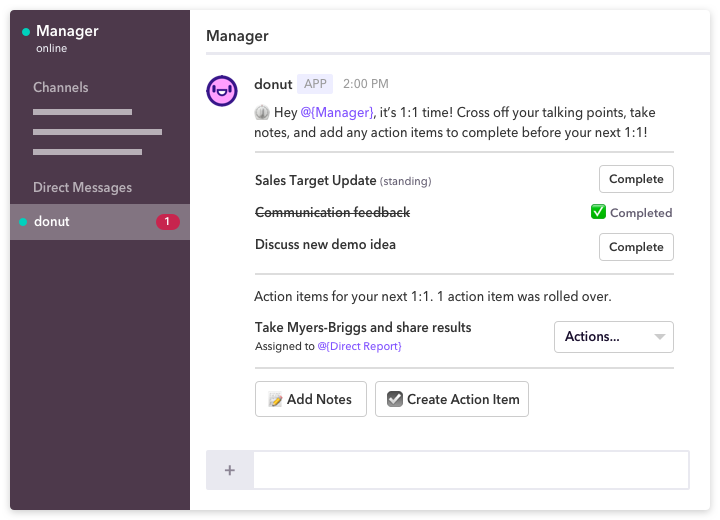 Manager
online
Channels
Direct Messages
donut
1
Manager
donut APP 2:00 PM
Hey @{Manager}, it's 1:1 time! Cross off your talking points, take
notes, and add any action items to complete before your next 1:1!
Sales Target Update (standing) Complete
Communication feedback Completed
Discuss new demo idea Complete
Action items for your next 1:1. 1 action item was rolled over.
Take Myers-Briggs and share results
Assigned to @{Direct Report}
Actions...
Add Notes Create Action Item
+